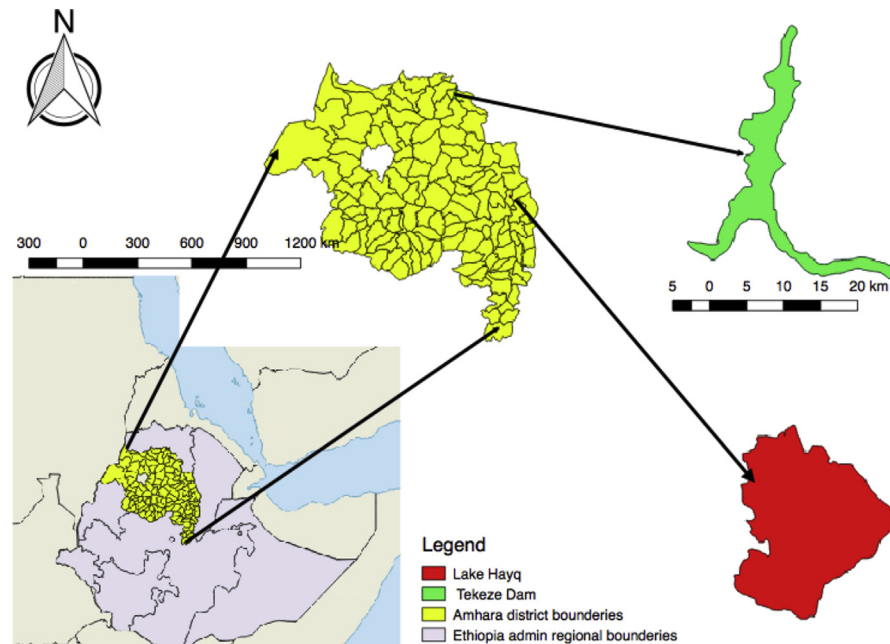 N
300 0 300 600 900 1200 km
5 0 5 10 15 20 km
Legend
Lake Hayq
Tekeze Dam
Amhara district bounderies
Ethiopia admin regional bounderies